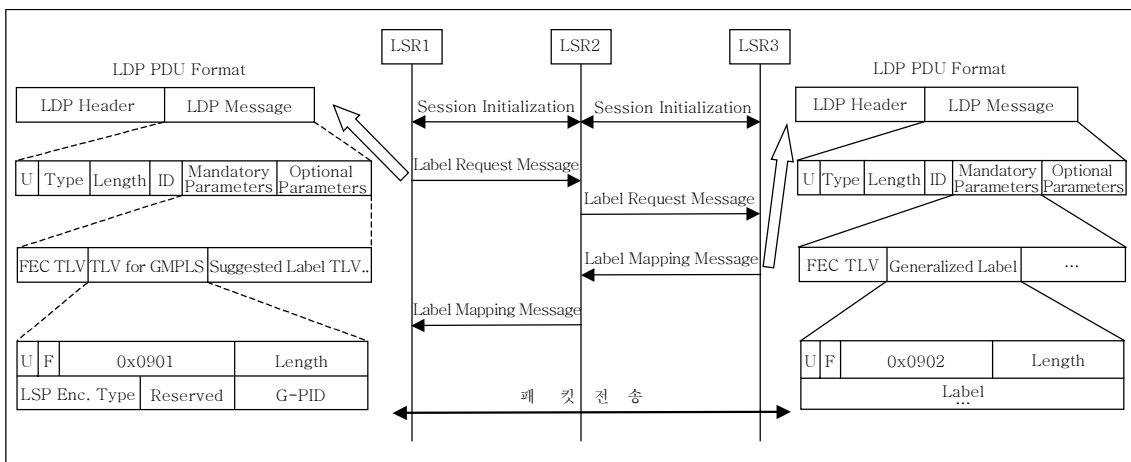 LDP PDU Format
LDP Header LDP Message
U Type Length ID Mandatory Parameters Optional Parameters
FEC TLV TLV for GMPLS Suggested Label TLV..
U F 0x0901 Length
LSP Enc. Type Reserved G-PID
LSR1 LSR2 LSR3
Session Initialization Session Initialization
Label Request Message
Label Request Message
Label Mapping Message
Label Mapping Message
패 킷 전 송
LDP PDU Format
LDP Header LDP Message
U Type Length ID Mandatory Parameters Optional Parameters
FEC TLV Generalized Label ...
U F 0x0902 Length
Label
...